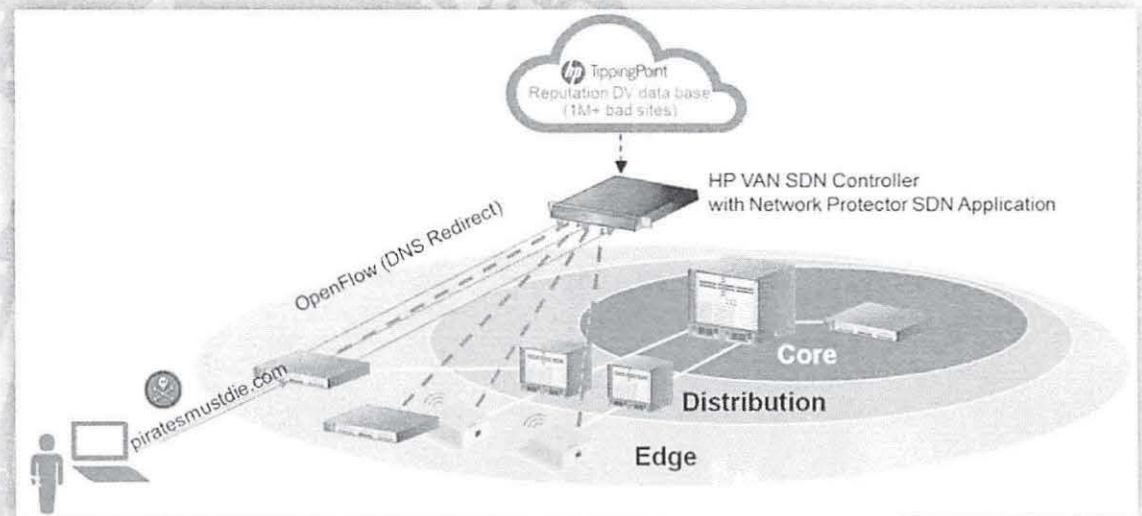 hp TippingPoint
Reputation DV data base
(1M+ bad sites)
HP VAN SDN Controller
with Network Protector SDN Application
OpenFlow (DNS Redirect)
piratesmustdie.com
Core
Distribution
Edge